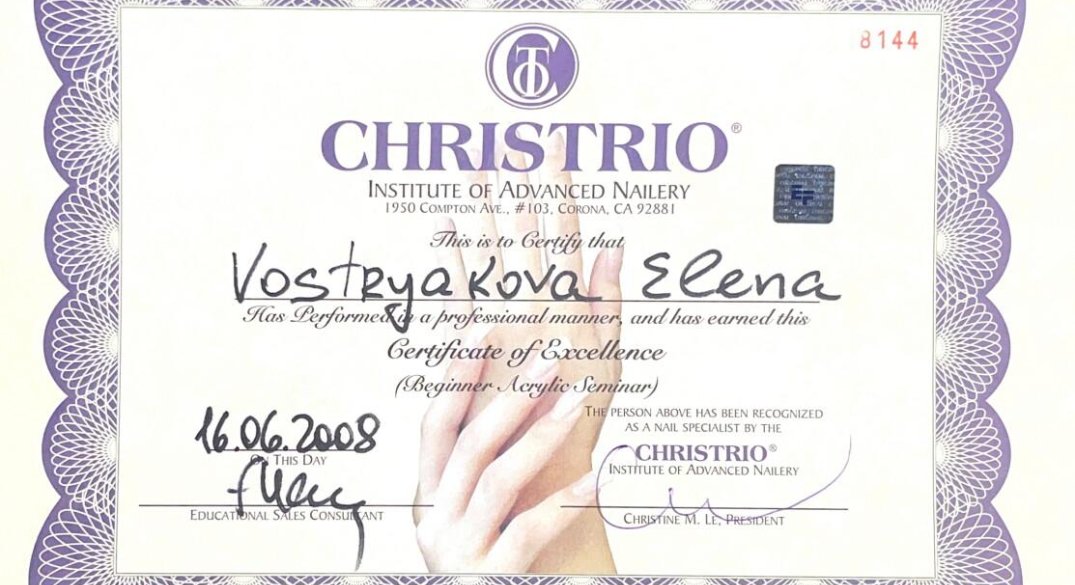 8144
CHRISTRIO®
INSTITUTE OF ADVANCED NAILERY
1950 COMPTON AVE., #103, CORONA, CA 92881
This is to Certify that
Vostryakova Elena
Has Performed in a professional manner, and has earned this
Certificate of Excellence
(Beginner Acrylic Seminar)
THE PERSON ABOVE HAS BEEN RECOGNIZED
AS A NAIL SPECIALIST BY THE
CHRISTRIO®
INSTITUTE OF ADVANCED NAILERY
16.06.2008
ON THIS DAY
EDUCATIONAL SALES CONSULTANT
CHRISTINE M. LE, PRESIDENT